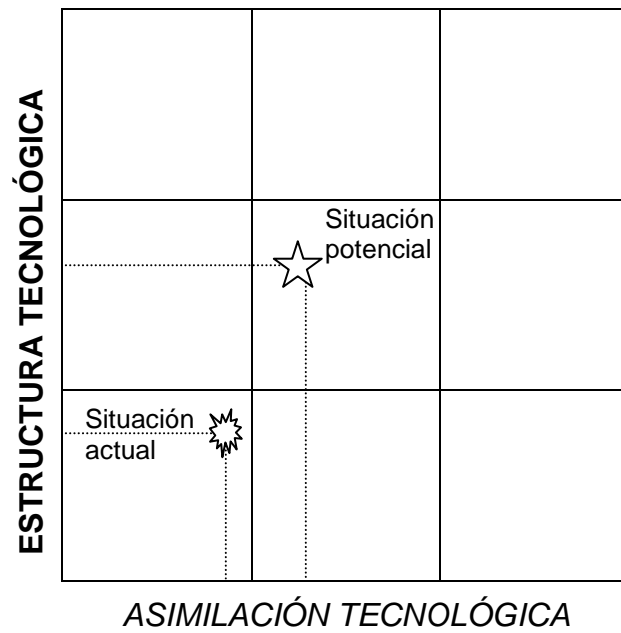 ESTRUCTURA TECNOLÓGICA
Situación
potencial
Situación
actual
ASIMILACIÓN TECNOLÓGICA